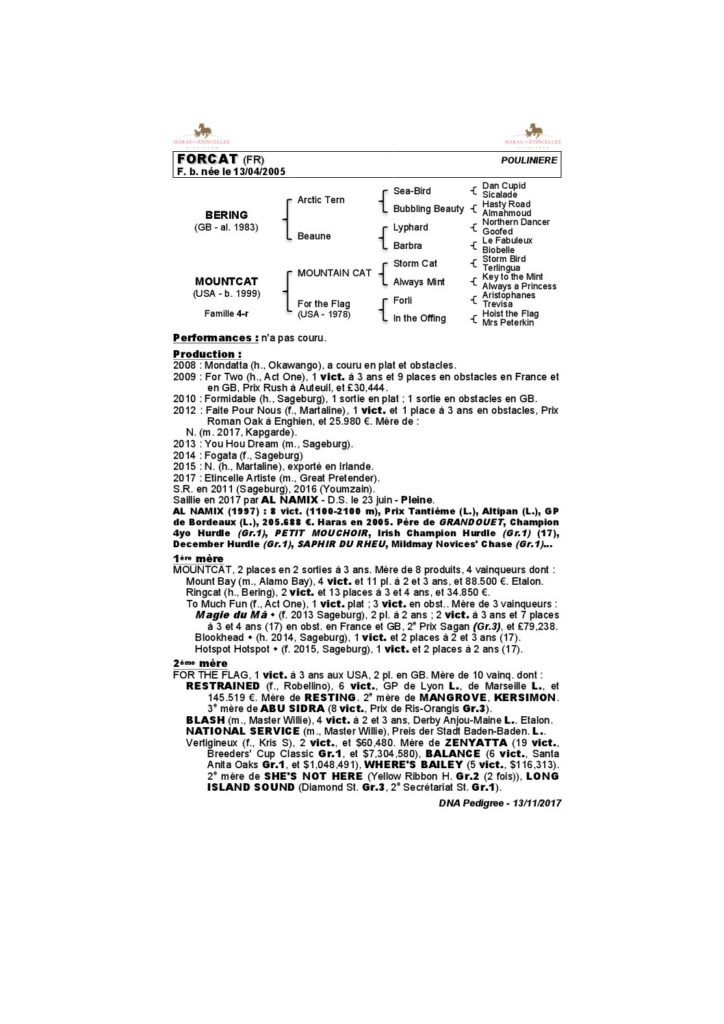 HARAS DES ETINCELLES
HARAS DES ETINCELLES
FORCAT (FR)
POULINIERE
F. b. née le 13/04/2005
BERING
(GB - al. 1983)
MOUNTCAT
(USA - b. 1999)
Famille 4-r
Arctic Tern
Beaune
MOUNTAIN CAT
For the Flag
(USA - 1978)
Sea-Bird
Bubbling Beauty
Lyphard
Barbra
Storm Cat
Always Mint
Forli
In the Offing
Dan Cupid
Sicalade
Hasty Road
Almahmoud
Northern Dancer
Goofed
Le Fabuleux
Biobelle
Storm Bird
Terlingua
Key to the Mint
Always a Princess
Aristophanes
Trevisa
Hoist the Flag
Mrs Peterkin
Performances : n'a pas couru.
Production :
2008 : Mondatta (h., Okawango), a couru en plat et obstacles.
2009 : For Two (h., Act One), 1 vict. à 3 ans et 9 places en obstacles en France et
en GB, Prix Rush à Auteuil, et £30,444.
2010 : Formidable (h., Sageburg), 1 sortie en plat ; 1 sortie en obstacles en GB.
2012 : Faite Pour Nous (f., Martaline), 1 vict. et 1 place à 3 ans en obstacles, Prix
Roman Oak à Enghien, et 25.980 €. Mère de :
N. (m. 2017, Kapgarde).
2013 : You Hou Dream (m., Sageburg).
2014 : Fogata (f., Sageburg)
2015 : N. (h., Martaline), exporté en Irlande.
2017 : Etincelle Artiste (m., Great Pretender).
S.R. en 2011 (Sageburg), 2016 (Youmzain).
Saillie en 2017 par AL NAMIX - D.S. le 23 juin - Pleine.
AL NAMIX (1997) : 8 vict. (1100-2100 m), Prix Tantième (L.), Altipan (L.), GP
de Bordeaux (L.), 205.688 €. Haras en 2005. Père de GRANDOUET, Champion
4yo Hurdle (Gr.1), PETIT MOUCHOIR, Irish Champion Hurdle (Gr.1) (17),
December Hurdle (Gr.1), SAPHIR DU RHEU, Mildmay Novices' Chase (Gr.1)...
1ère mère
MOUNTCAT, 2 places en 2 sorties à 3 ans. Mère de 8 produits, 4 vainqueurs dont :
Mount Bay (m., Alamo Bay), 4 vict. et 11 pl. à 2 et 3 ans, et 88.500 €. Etalon.
Ringcat (h., Bering), 2 vict. et 13 places à 3 et 4 ans, et 34.850 €.
To Much Fun (f., Act One), 1 vict. plat ; 3 vict. en obst.. Mère de 3 vainqueurs :
Magie du Mâ • (f. 2013 Sageburg), 2 pl. à 2 ans ; 2 vict. à 3 ans et 7 places
à 3 et 4 ans (17) en obst. en France et GB, 2° Prix Sagan (Gr.3), et £79,238.
Blookhead • (h. 2014, Sageburg), 1 vict. et 2 places à 2 et 3 ans (17).
Hotspot Hotspot • (f. 2015, Sageburg), 1 vict. et 2 places à 2 ans (17).
2ème mère
FOR THE FLAG, 1 vict. à 3 ans aux USA, 2 pl. en GB. Mère de 10 vainq. dont :
RESTRAINED (f., Robellino), 6 vict., GP de Lyon L., de Marseille L., et
145.519 €. Mère de RESTING. 2° mère de MANGROVE, KERSIMON.
3° mère de ABU SIDRA (8 vict., Prix de Ris-Orangis Gr.3).
BLASH (m., Master Willie), 4 vict. à 2 et 3 ans, Derby Anjou-Maine L.. Etalon.
NATIONAL SERVICE (m., Master Willie), Preis der Stadt Baden-Baden. L..
Vertigineux (f., Kris S), 2 vict., et $60,480. Mère de ZENYATTA (19 vict.,
Breeders' Cup Classic Gr.1, et $7,304,580), BALANCE (6 vict., Santa
Anita Oaks Gr.1, et $1,048,491), WHERE'S BAILEY (5 vict., $116,313).
2° mère de SHE'S NOT HERE (Yellow Ribbon H. Gr.2 (2 fois)), LONG
ISLAND SOUND (Diamond St. Gr.3, 2° Secrétariat St. Gr.1).
DNA Pedigree - 13/11/2017